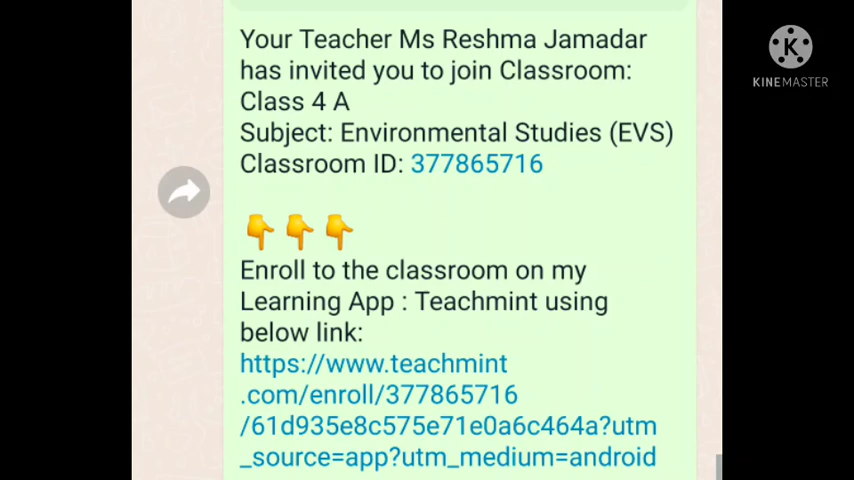 Your Teacher Ms Reshma Jamadar
has invited you to join Classroom:
Class 4 A
Subject: Environmental Studies (EVS)
Classroom ID: 377865716
👇👇👇
Enroll to the classroom on my
Learning App : Teachmint using
below link:
https://www.teachmint
.com/enroll/377865716
/61d935e8c575e71e0a6c464a?utm
_source=app?utm_medium=android
K
KINEMASTER